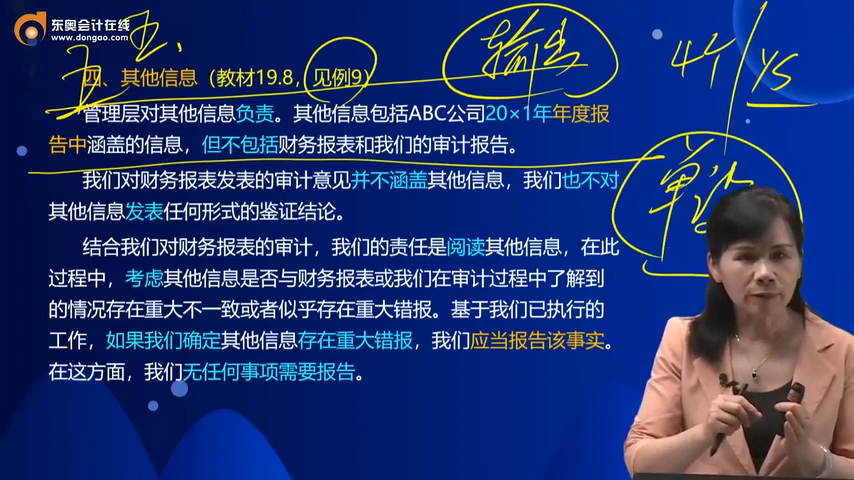 东奥会计在线
www.dongao.com
五、
四、其他信息（教材19.8，见例9）
管理层对其他信息负责。其他信息包括ABC公司20×1年年度报
告中涵盖的信息，但不包括财务报表和我们的审计报告。
我们对财务报表发表的审计意见并不涵盖其他信息，我们也不对
其他信息发表任何形式的鉴证结论。
结合我们对财务报表的审计，我们的责任是阅读其他信息，在此
过程中，考虑其他信息是否与财务报表或我们在审计过程中了解到
的情况存在重大不一致或者似乎存在重大错报。基于我们已执行的
工作，如果我们确定其他信息存在重大错报，我们应当报告该事实。
在这方面，我们无任何事项需要报告。